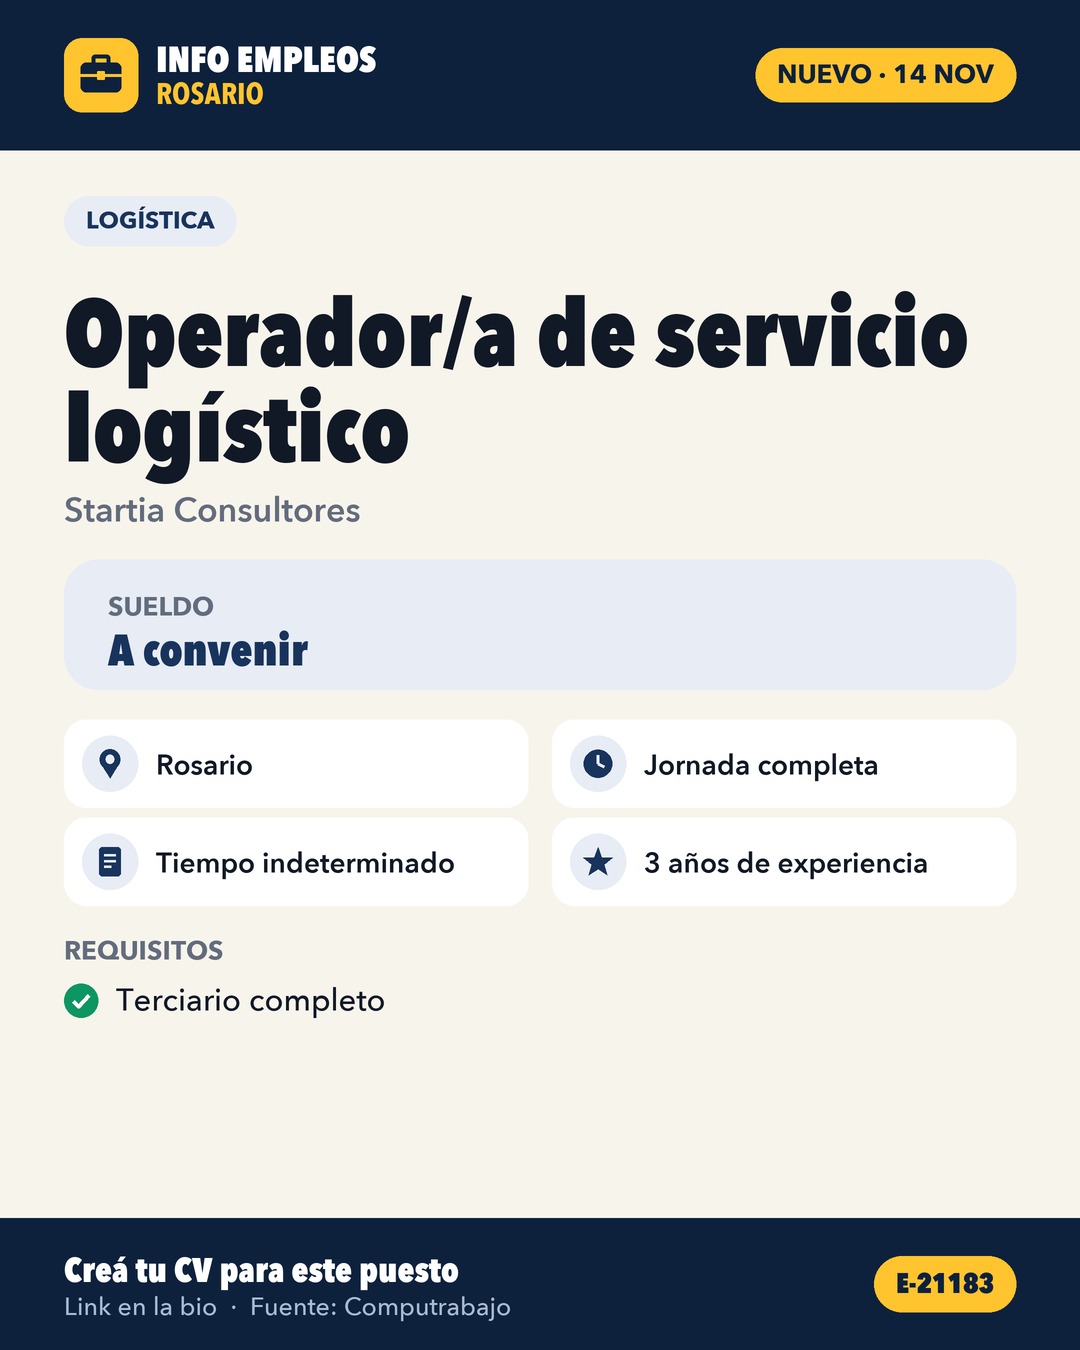 INFO EMPLEOS
ROSARIO
NUEVO · 14 NOV
LOGÍSTICA
Operador/a de servicio
logístico
Startia Consultores
SUELDO
A convenir
Rosario
Jornada completa
Tiempo indeterminado
3 años de experiencia
REQUISITOS
Terciario completo
Creá tu CV para este puesto
Link en la bio · Fuente: Computrabajo
E-21183